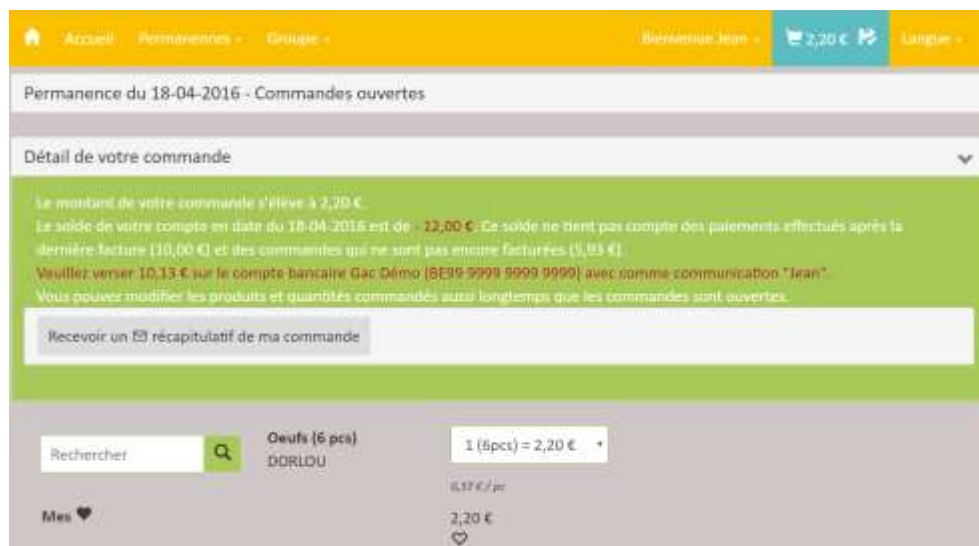 Accueil Permanences Groupe Bienvenue Jean 2,20 € Langue
Permanence du 18-04-2016 - Commandes ouvertes
Détail de votre commande
Le montant de votre commande s'élève à 2,20 €.
Le solde de votre compte en date du 18-04-2016 est de - 12,00 €. Ce solde ne tient pas compte des paiements effectués après la
dernière facture (10,00 €) et des commandes qui ne sont pas encore facturées (5,93 €).
Veuillez verser 10,13 € sur le compte bancaire Gac Démo (BE99 9999 9999 9999) avec comme communication "Jean".
Vous pouvez modifier les produits et quantités commandés aussi longtemps que les commandes sont ouvertes.
Recevoir un récapitulatif de ma commande
Rechercher
Mes
Oeufs (6 pcs)
DORLOU
1 (6pcs) = 2,20 €
0,37 € / pc
2,20 €